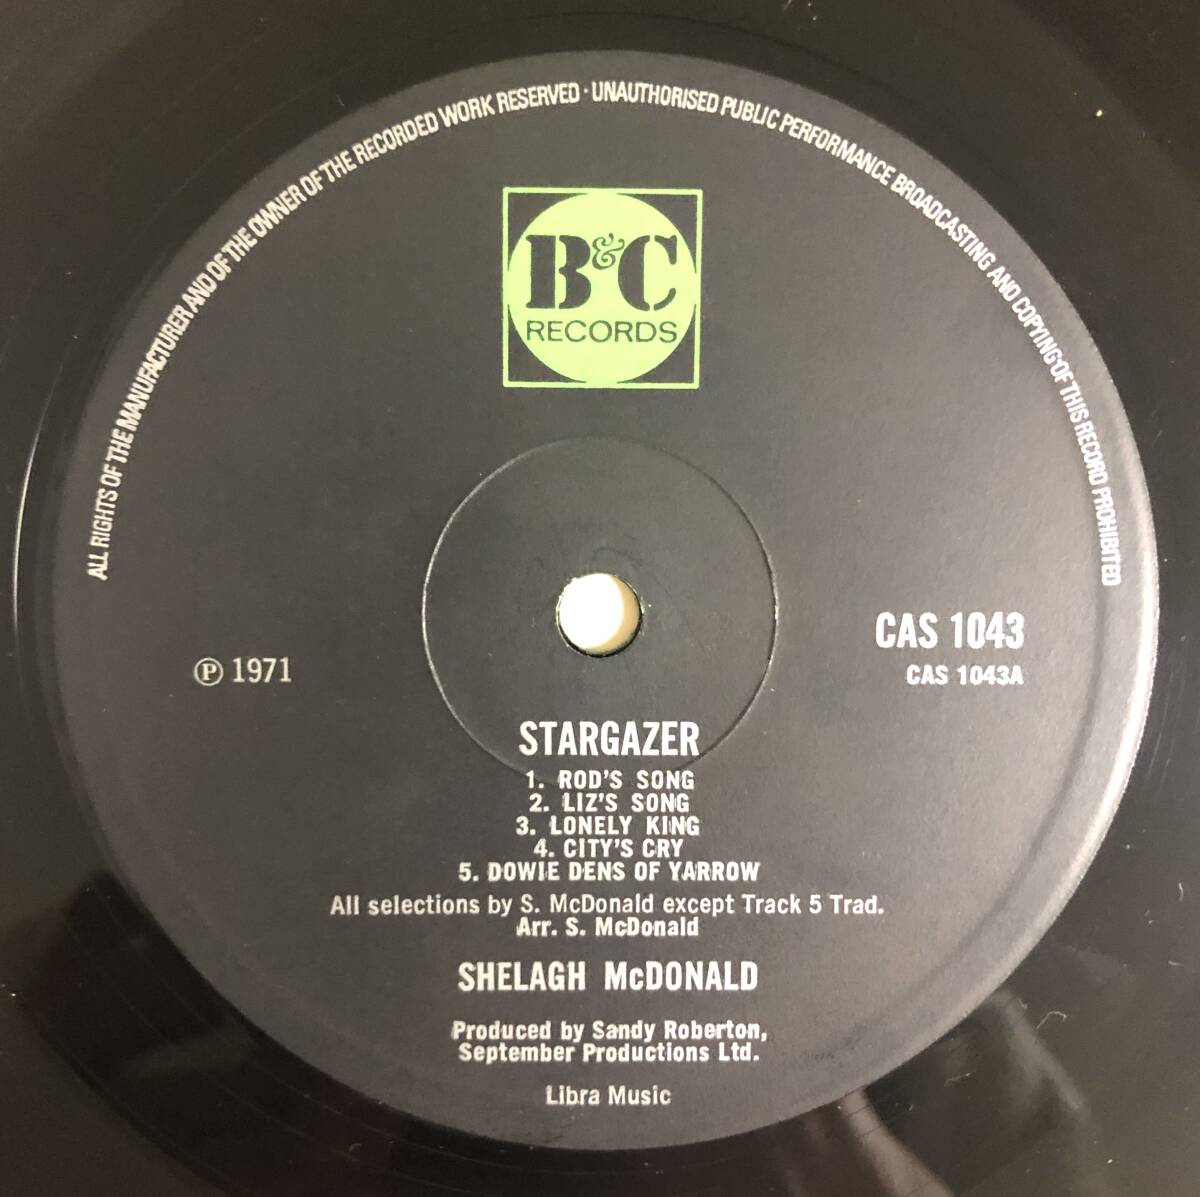 ALL RIGHTS OF THE MANUFACTURER AND OF THE OWNER OF THE RECORDED WORK RESERVED · UNAUTHORISED PUBLIC PERFORMANCE BROADCASTING AND COPYING·OF THIS RECORD PROHIBITED
B&C
RECORDS
℗ 1971
CAS 1043
CAS 1043A
STARGAZER
1. ROD'S SONG
2. LIZ'S SONG
3. LONELY KING
4. CITY'S CRY
5. DOWIE DENS OF YARROW
All selections by S. McDonald except Track 5 Trad.
Arr. S. McDonald
SHELAGH McDONALD
Produced by Sandy Roberton,
September Productions Ltd.
Libra Music